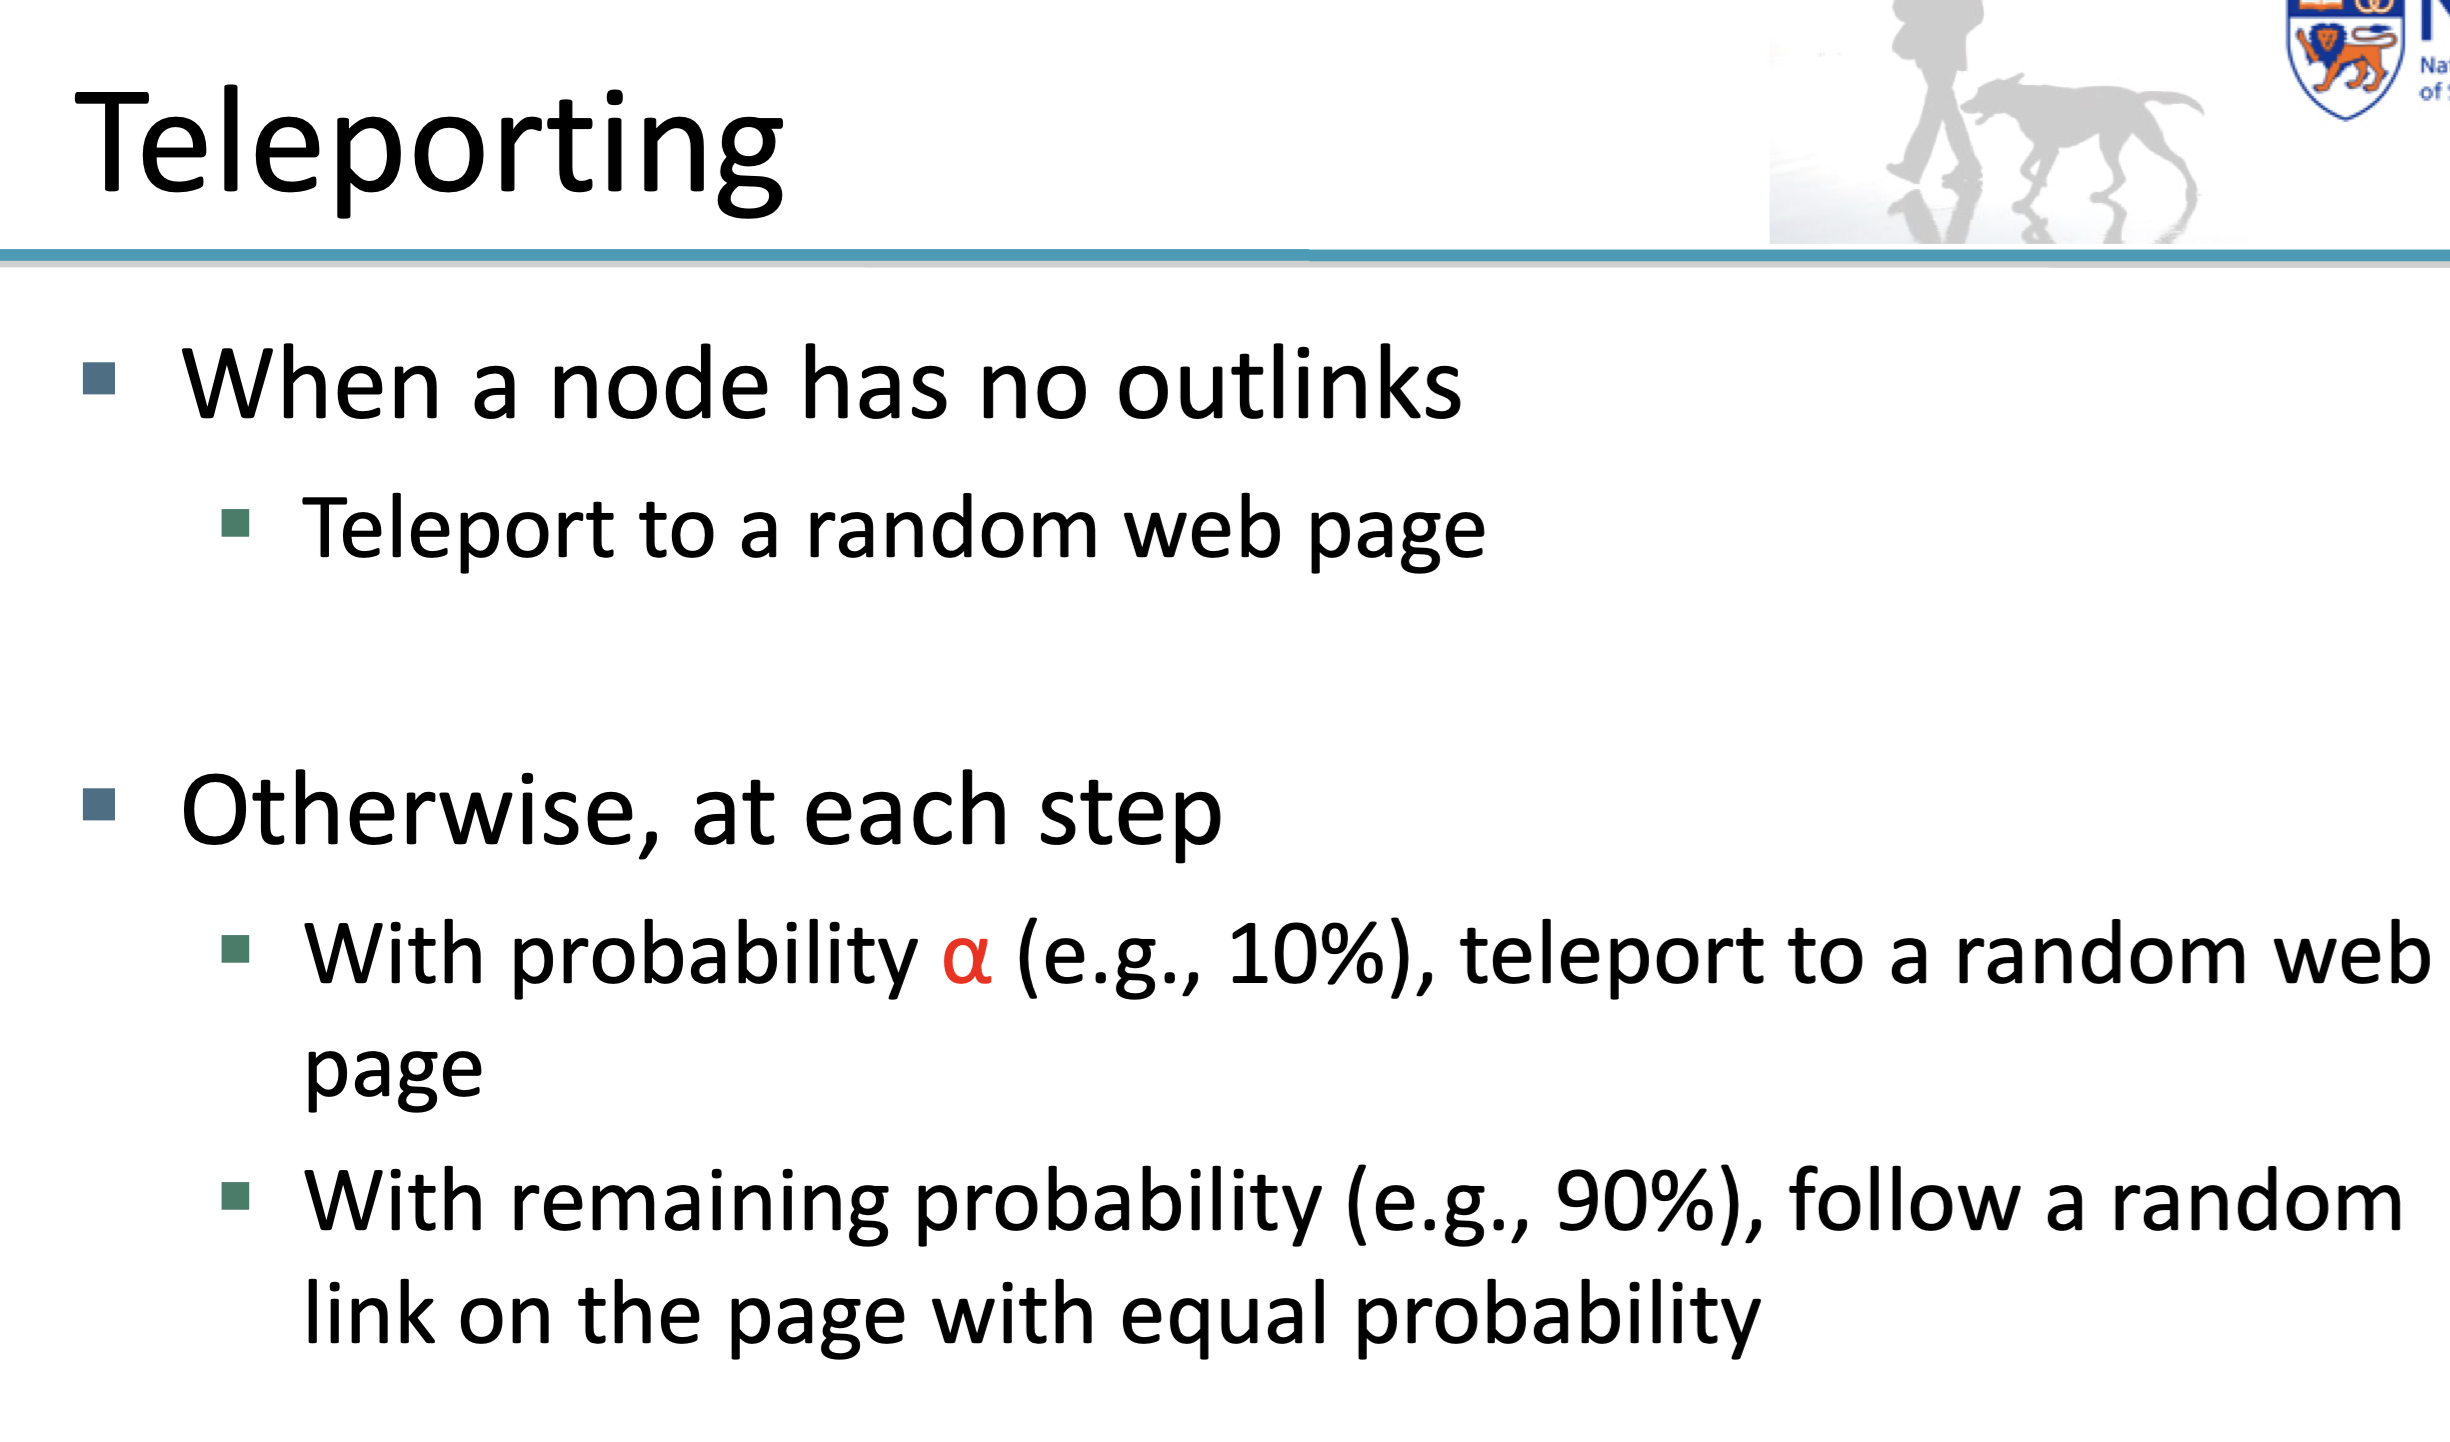 Teleporting
When a node has no outlinks
Teleport to a random web page
Otherwise, at each step
With probability α (e.g., 10%), teleport to a random web
page
With remaining probability (e.g., 90%), follow a random
link on the page with equal probability